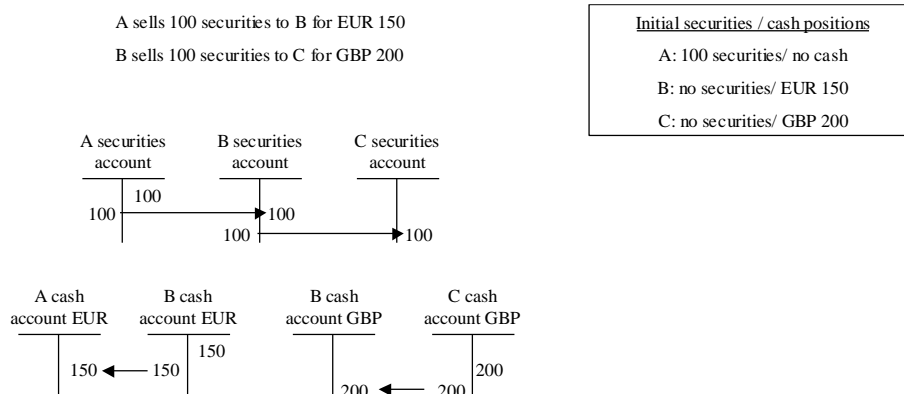 A sells 100 securities to B for EUR 150
B sells 100 securities to C for GBP 200
Initial securities / cash positions
A: 100 securities/ no cash
B: no securities/ EUR 150
C: no securities/ GBP 200
A securities account
B securities account
C securities account
100
100
100
100
100
A cash account EUR
B cash account EUR
B cash account GBP
C cash account GBP
150
150
150
200
200
200